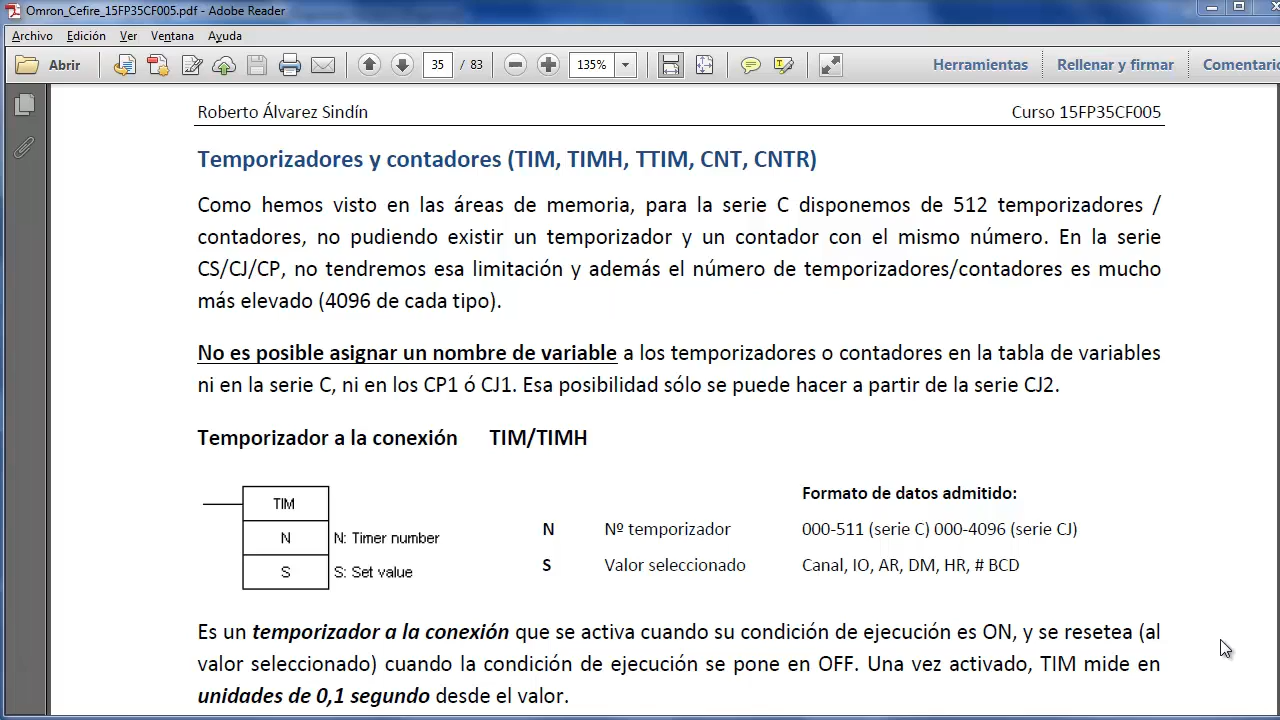 Omron_Cefire_15FP35CF005.pdf - Adobe Reader
Archivo Edición Ver Ventana Ayuda
Abrir 35 / 83 135% Herramientas Rellenar y firmar Comentario
Roberto Álvarez Sindín Curso 15FP35CF005
Temporizadores y contadores (TIM, TIMH, TTIM, CNT, CNTR)
Como hemos visto en las áreas de memoria, para la serie C disponemos de 512 temporizadores /
contadores, no pudiendo existir un temporizador y un contador con el mismo número. En la serie
CS/CJ/CP, no tendremos esa limitación y además el número de temporizadores/contadores es mucho
más elevado (4096 de cada tipo).
No es posible asignar un nombre de variable a los temporizadores o contadores en la tabla de variables
ni en la serie C, ni en los CP1 ó CJ1. Esa posibilidad sólo se puede hacer a partir de la serie CJ2.
Temporizador a la conexión TIM/TIMH
Formato de datos admitido:
TIM
N N: Timer number N Nº temporizador 000-511 (serie C) 000-4096 (serie CJ)
S S: Set value S Valor seleccionado Canal, IO, AR, DM, HR, # BCD
Es un temporizador a la conexión que se activa cuando su condición de ejecución es ON, y se resetea (al
valor seleccionado) cuando la condición de ejecución se pone en OFF. Una vez activado, TIM mide en
unidades de 0,1 segundo desde el valor.